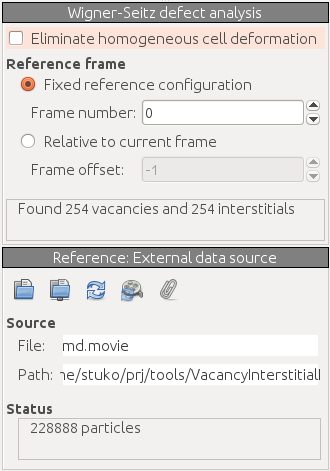 Wigner-Seitz defect analysis
Eliminate homogeneous cell deformation
Reference frame
Fixed reference configuration
Frame number: 0
Relative to current frame
Frame offset: -1
Found 254 vacancies and 254 interstitials
Reference: External data source
Source
File: md.movie
Path: ne/stuko/prj/tools/VacancyInterstitial
Status
228888 particles